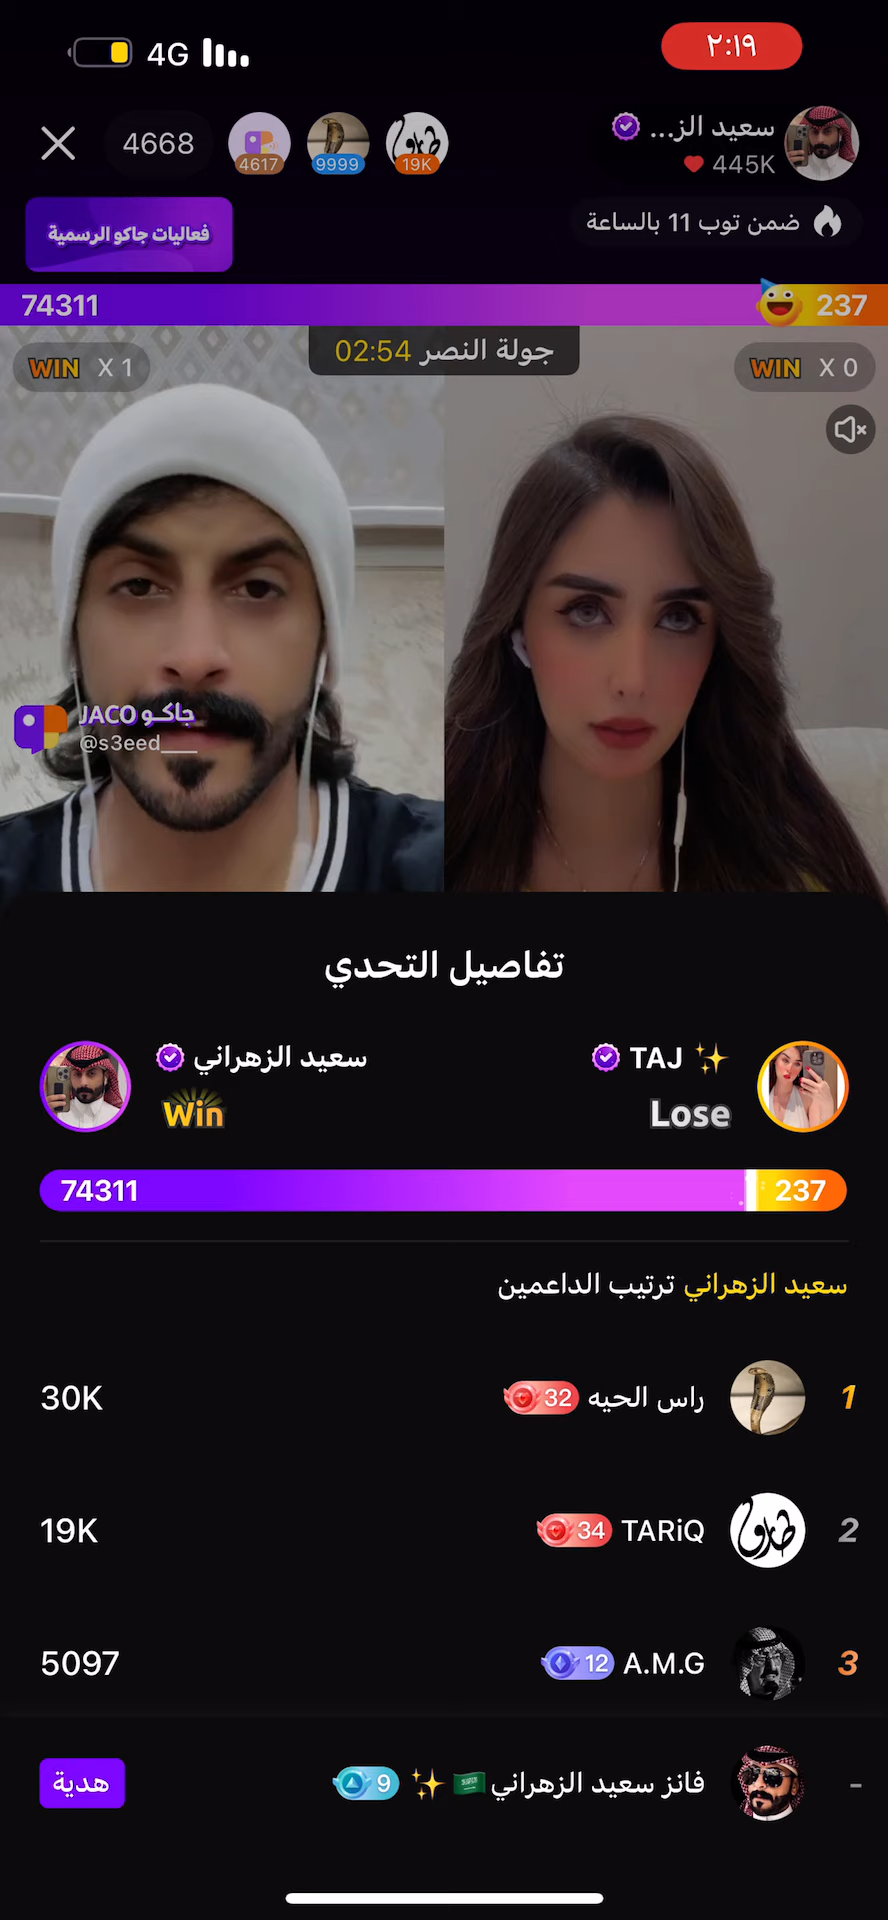 4G
٢:١٩
4668
4617
9999
19K
سعيد الز...
445K
فعاليات جاكو الرسمية
ضمن توب 11 بالساعة
74311
237
WIN X 1
جولة النصر 02:54
WIN X 0
JACO جاكو
@s3eed___
تفاصيل التحدي
سعيد الزهراني
Win
TAJ ✨
Lose
74311
237
سعيد الزهراني ترتيب الداعمين
1
راس الحيه
32
30K
2
TARiQ
34
19K
3
A.M.G
12
5097
-
فانز سعيد الزهراني🇸🇦✨
9
هدية